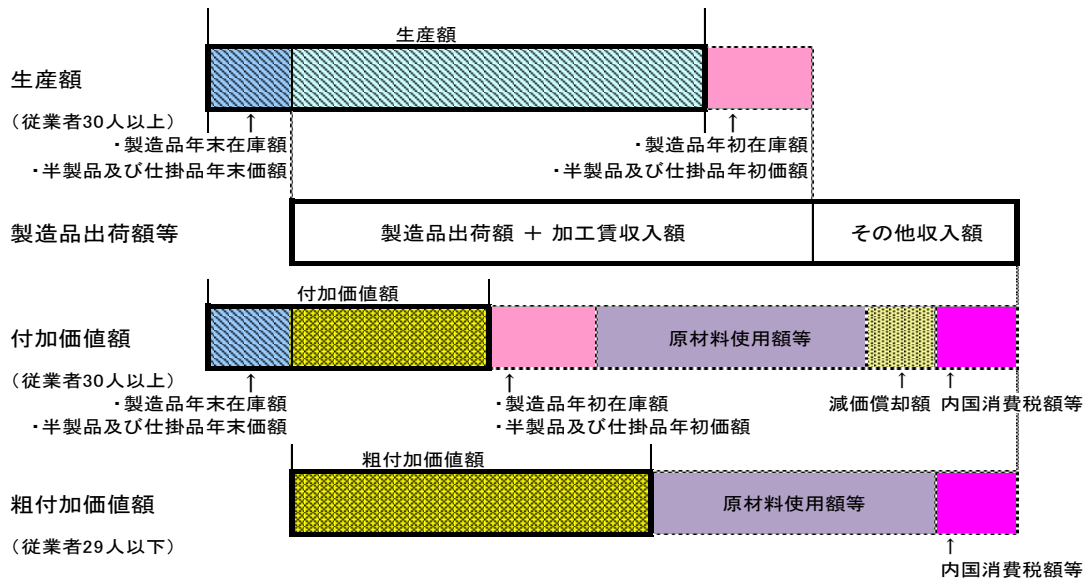 生産額
生産額
（従業者30人以上）
↑
・製造品年末在庫額
・半製品及び仕掛品年末価額
↑
・製造品年初在庫額
・半製品及び仕掛品年初価額
製造品出荷額等
製造品出荷額 ＋ 加工賃収入額
その他収入額
付加価値額
付加価値額
原材料使用額等
（従業者30人以上）
↑
・製造品年末在庫額
・半製品及び仕掛品年末価額
↑
・製造品年初在庫額
・半製品及び仕掛品年初価額
↑
減価償却額
↑
内国消費税額等
粗付加価値額
粗付加価値額
原材料使用額等
（従業者29人以下）
↑
内国消費税額等